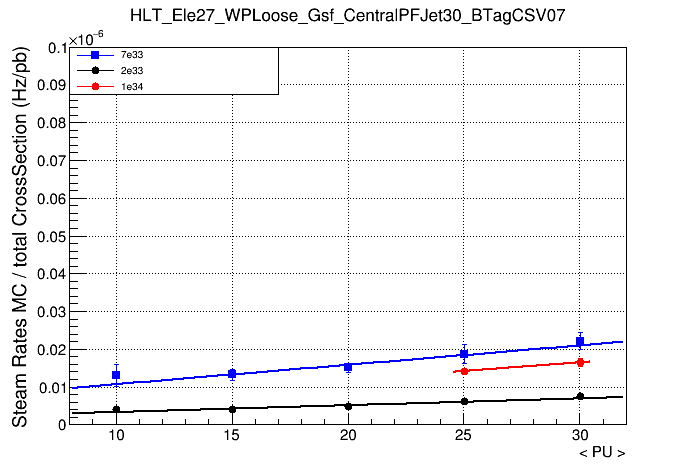 HLT_Ele27_WPLoose_Gsf_CentralPFJet30_BTagCSV07
×10⁻⁶
0.1
7e33
2e33
1e34
0.09
0.08
0.07
0.06
0.05
0.04
0.03
0.02
0.01
0
10 15 20 25 30
< PU >
Steam Rates MC / total CrossSection (Hz/pb)